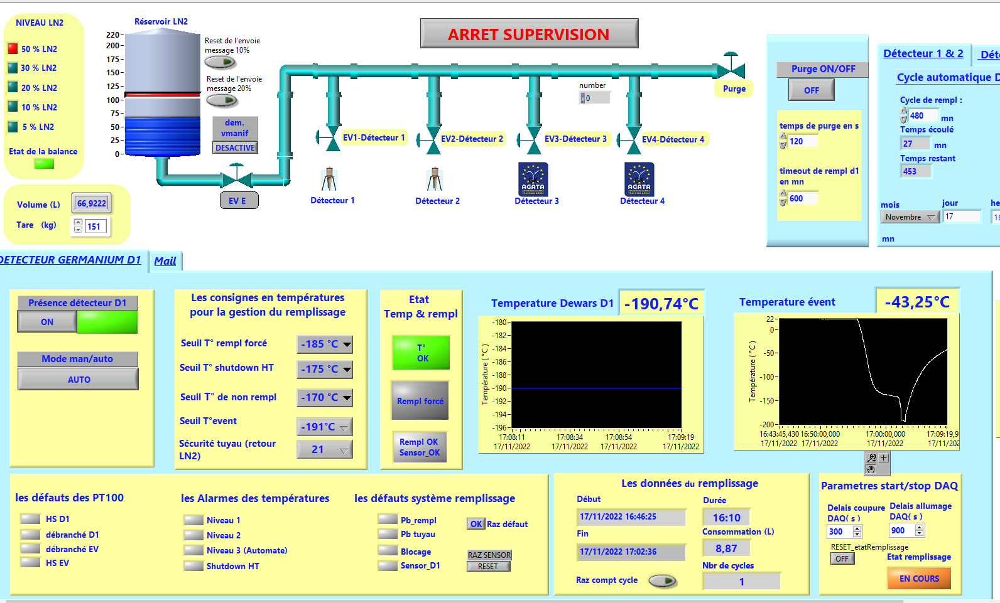 NIVEAU LN2
50 % LN2
30 % LN2
20 % LN2
10 % LN2
5 % LN2
Etat de la balance
Volume (L)
66,9222
Tare (kg)
151
Réservoir LN2
220
200
175
150
125
100
75
50
25
0
Reset de l'envoie
message 10%
Reset de l'envoie
message 20%
dem.
vmanif
DESACTIVE
EV E
ARRET SUPERVISION
number
x 0
Purge
EV1-Détecteur 1
EV2-Détecteur 2
EV3-Détecteur 3
EV4-Détecteur 4
AGATA
ADVANCED GAMMA
TRACKING ARRAY
AGATA
ADVANCED GAMMA
TRACKING ARRAY
Détecteur 1
Détecteur 2
Détecteur 3
Détecteur 4
Purge ON/OFF
OFF
temps de purge en s
120
timeout de rempl d1
en mn
600
Détecteur 1 & 2
Dét
Cycle automatique D
Cycle de rempl :
480 mn
Temps écoulé
27 mn
Temps restant
453
mois
jour
he
Novembre
17
16
mn
DETECTEUR GERMANIUM D1
Mail
Présence détecteur D1
ON
Mode man/auto
AUTO
Les consignes en températures
pour la gestion du remplissage
Seuil T° rempl forcé
-185 °C
Seuil T° shutdown HT
-175 °C
Seuil T° de non rempl
-170 °C
Seuil T°event
-191°C
Sécurité tuyau (retour
LN2)
21
Etat
Temp & rempl
T°
OK
Rempl forcé
Rempl OK
Sensor_OK
Temperature Dewars D1
-190,74°C
Température ( °C )
-180
-182
-184
-186
-188
-190
-192
-194
-196
17:08:11
17/11/2022
17:08:34
17/11/2022
17:08:54
17/11/2022
17:09:19
17/11/2022
Temperature évent
-43,25°C
Température ( °C )
22
0
-50
-100
-150
-200
16:43:45,430
17/11/2022
16:50:00,000
17/11/2022
17:00:00,000
17/11/2022
17:09:19,9
17/11/202
les défauts des PT100
HS D1
débranché D1
débranché EV
HS EV
les Alarmes des températures
Niveau 1
Niveau 2
Niveau 3 (Automate)
Shutdown HT
les défauts système remplissage
Pb_rempl
Pb tuyau
Blocage
Sensor_D1
OK Raz défaut
RAZ SENSOR
RESET
Les données du remplissage
Début
17/11/2022 16:46:25
Fin
17/11/2022 17:02:36
Raz compt cycle
Durée
16:10
Consommation (L)
8,87
Nbr de cycles
1
Parametres start/stop DAQ
Delais coupure
DAQ( s )
300
Delais allumage
DAQ( s )
900
RESET_etatRemplissage
OFF
Etat remplissage
EN COURS